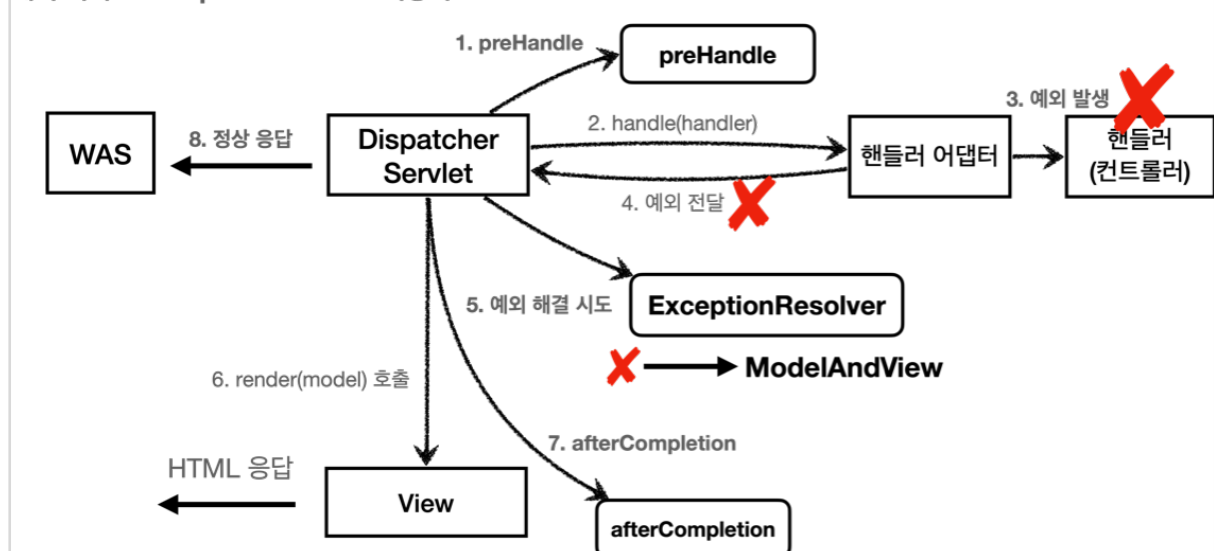 1. preHandle
preHandle
3. 예외 발생
WAS
8. 정상 응답
Dispatcher
Servlet
2. handle(handler)
핸들러 어댑터
핸들러
(컨트롤러)
4. 예외 전달
5. 예외 해결 시도
ExceptionResolver
ModelAndView
6. render(model) 호출
7. afterCompletion
HTML 응답
View
afterCompletion